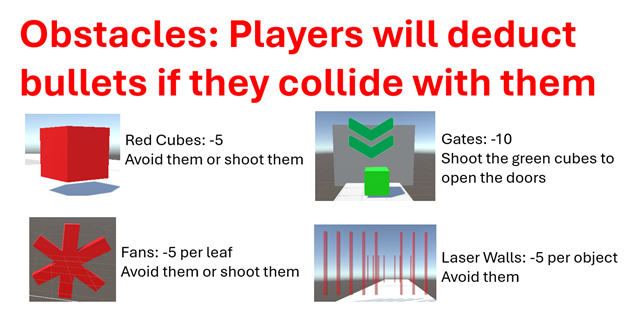 Obstacles: Players will deduct
bullets if they collide with them
Red Cubes: -5
Avoid them or shoot them
Gates: -10
Shoot the green cubes to
open the doors
Fans: -5 per leaf
Avoid them or shoot them
Laser Walls: -5 per object
Avoid them